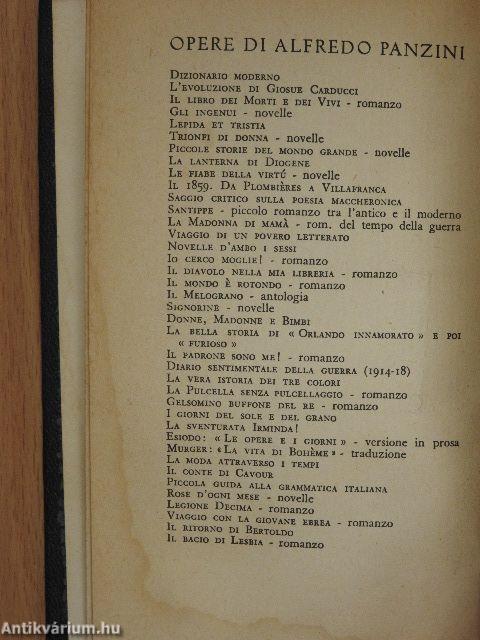 OPERE DI ALFREDO PANZINI
Dizionario moderno
L'evoluzione di Giosue Carducci
Il libro dei Morti e dei Vivi - romanzo
Gli ingenui - novelle
Lepida et tristia
Trionfi di donna - novelle
Piccole storie del mondo grande - novelle
La lanterna di Diogene
Le fiabe della virtú - novelle
Il 1859. Da Plombières a Villafranca
Saggio critico sulla poesia maccheronica
Santippe - piccolo romanzo tra l'antico e il moderno
La Madonna di mamà - rom. del tempo della guerra
Viaggio di un povero letterato
Novelle d'ambo i sessi
Io cerco moglie! - romanzo
Il diavolo nella mia libreria - romanzo
Il mondo è rotondo - romanzo
Il Melograno - antologia
Signorine - novelle
Donne, Madonne e Bimbi
La bella storia di « Orlando innamorato » e poi
« furioso »
Il padrone sono me! - romanzo
Diario sentimentale della guerra (1914-18)
La vera istoria dei tre colori
La Pulcella senza pulcellaggio - romanzo
Gelsomino buffone del re - romanzo
I giorni del sole e del grano
La sventurata Irminda!
Esiodo: « Le opere e i giorni » - versione in prosa
Murger: « La vita di Bohème » - traduzione
La moda attraverso i tempi
Il conte di Cavour
Piccola guida alla grammatica italiana
Rose d'ogni mese - novelle
Legione Decima - romanzo
Viaggio con la giovane ebrea - romanzo
Il ritorno di Bertoldo
Il bacio di Lesbia - romanzo
Antikvárium.hu